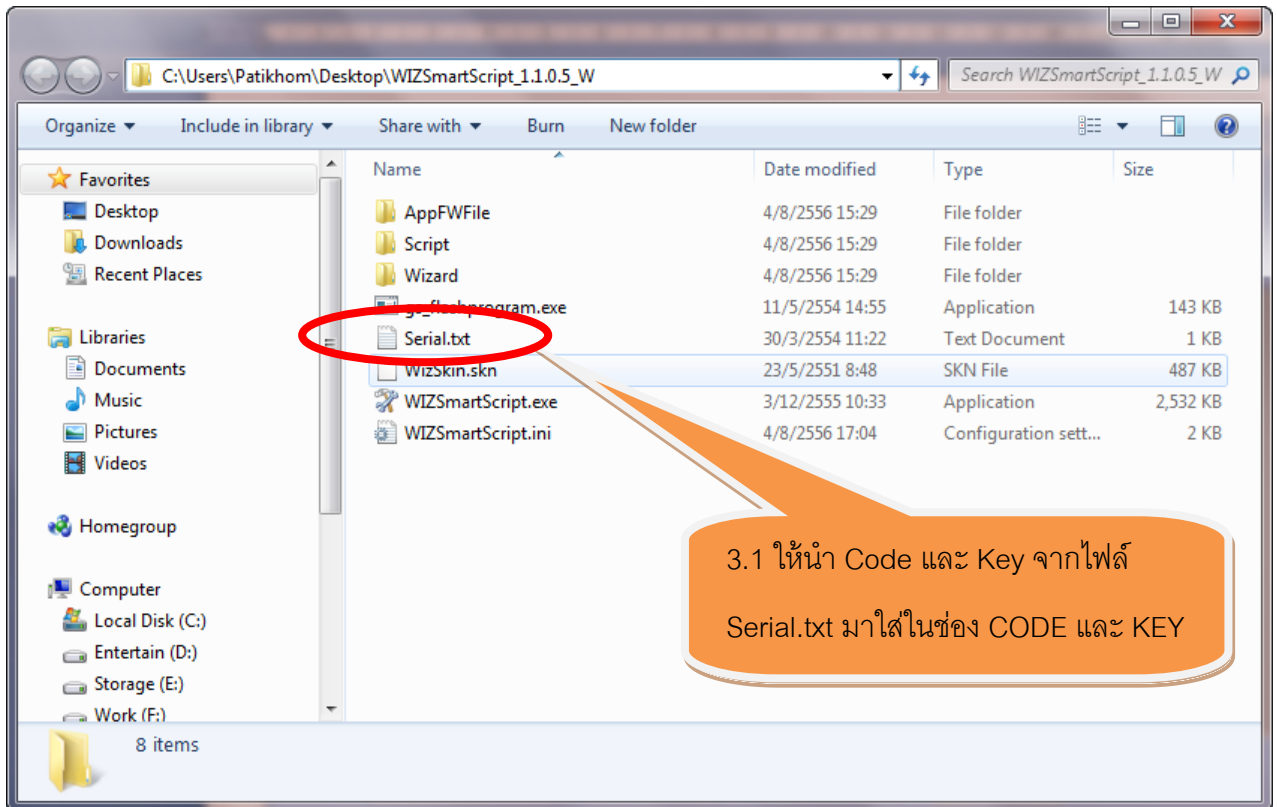 C:\Users\Patikhom\Desktop\WIZSmartScript_1.1.0.5_W
Search WIZSmartScript_1.1.0.5_W
Organize Include in library Share with Burn New folder
Favorites
Desktop
Downloads
Recent Places
Libraries
Documents
Music
Pictures
Videos
Homegroup
Computer
Local Disk (C:)
Entertain (D:)
Storage (E:)
Work (F:)
Name Date modified Type Size
AppFWFile 4/8/2556 15:29 File folder
Script 4/8/2556 15:29 File folder
Wizard 4/8/2556 15:29 File folder
gs_flashprogram.exe 11/5/2554 14:55 Application 143 KB
Serial.txt 30/3/2554 11:22 Text Document 1 KB
WizSkin.skn 23/5/2551 8:48 SKN File 487 KB
WIZSmartScript.exe 3/12/2555 10:33 Application 2,532 KB
WIZSmartScript.ini 4/8/2556 17:04 Configuration sett... 2 KB
3.1 ให้นำ Code และ Key จากไฟล์
Serial.txt มาใส่ในช่อง CODE และ KEY
8 items